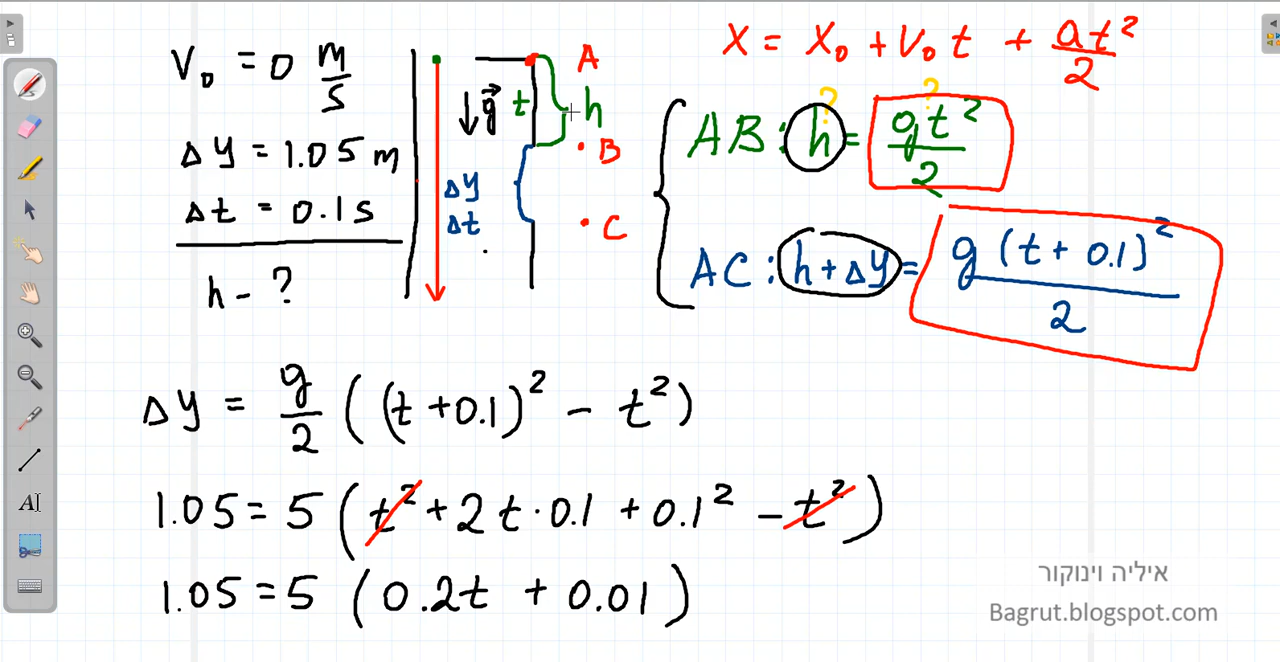 V₀ = 0 m/s
Δy = 1.05 m
Δt = 0.1 s
h - ?
g⃗ t
h
A
B
C
Δy
Δt
x = x₀ + v₀t + at²/2
? ?
AB : h = gt²/2
AC : h + Δy = g(t + 0.1)²/2
Δy = g/2 ((t + 0.1)² - t²)
1.05 = 5 (t² + 2t · 0.1 + 0.1² - t²)
1.05 = 5 (0.2t + 0.01)
AI
איליה וינוקור
Bagrut.blogspot.com